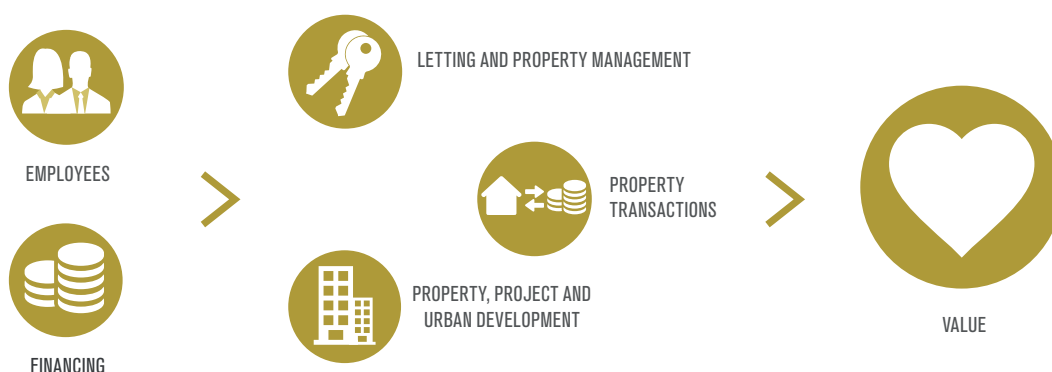 EMPLOYEES
FINANCING
LETTING AND PROPERTY MANAGEMENT
PROPERTY
TRANSACTIONS
PROPERTY, PROJECT AND
URBAN DEVELOPMENT
VALUE